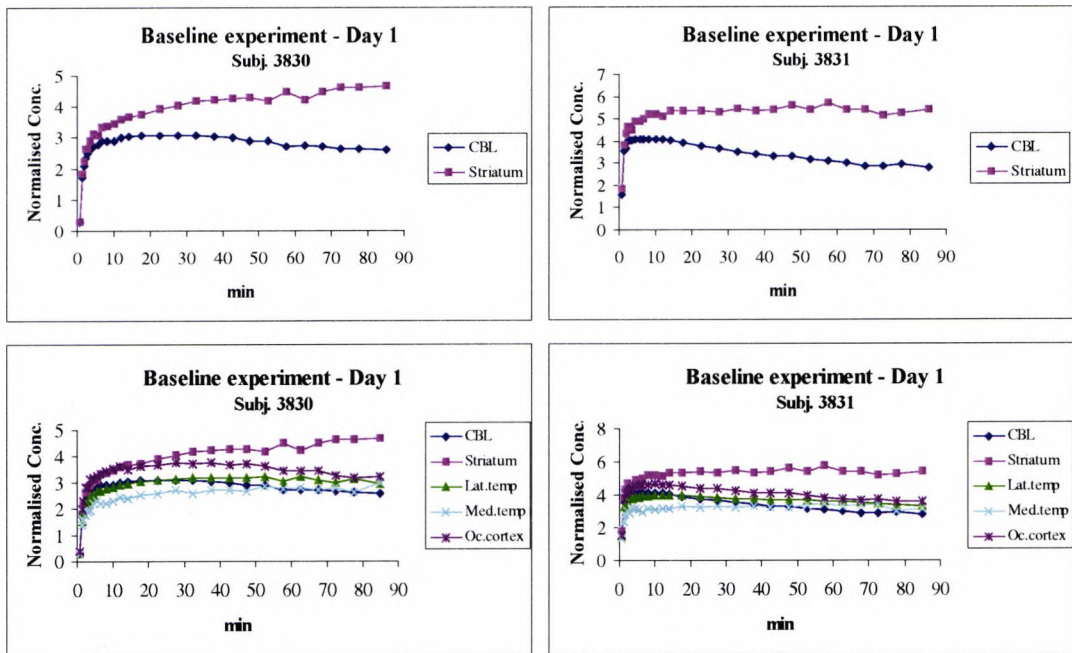 Baseline experiment - Day 1
Subj. 3830
Normalised Conc.
5
4
3
2
1
0
0 10 20 30 40 50 60 70 80 90
min
CBL
Striatum
Baseline experiment - Day 1
Subj. 3831
Normalised Conc.
7
6
5
4
3
2
1
0
0 10 20 30 40 50 60 70 80 90
min
CBL
Striatum
Baseline experiment - Day 1
Subj. 3830
Normalised Conc.
5
4
3
2
1
0
0 10 20 30 40 50 60 70 80 90
min
CBL
Striatum
Lat.temp
Med.temp
Oc.cortex
Baseline experiment - Day 1
Subj. 3831
Normalised Conc.
8
6
4
2
0
0 10 20 30 40 50 60 70 80 90
min
CBL
Striatum
Lat.temp
Med.temp
Oc.cortex